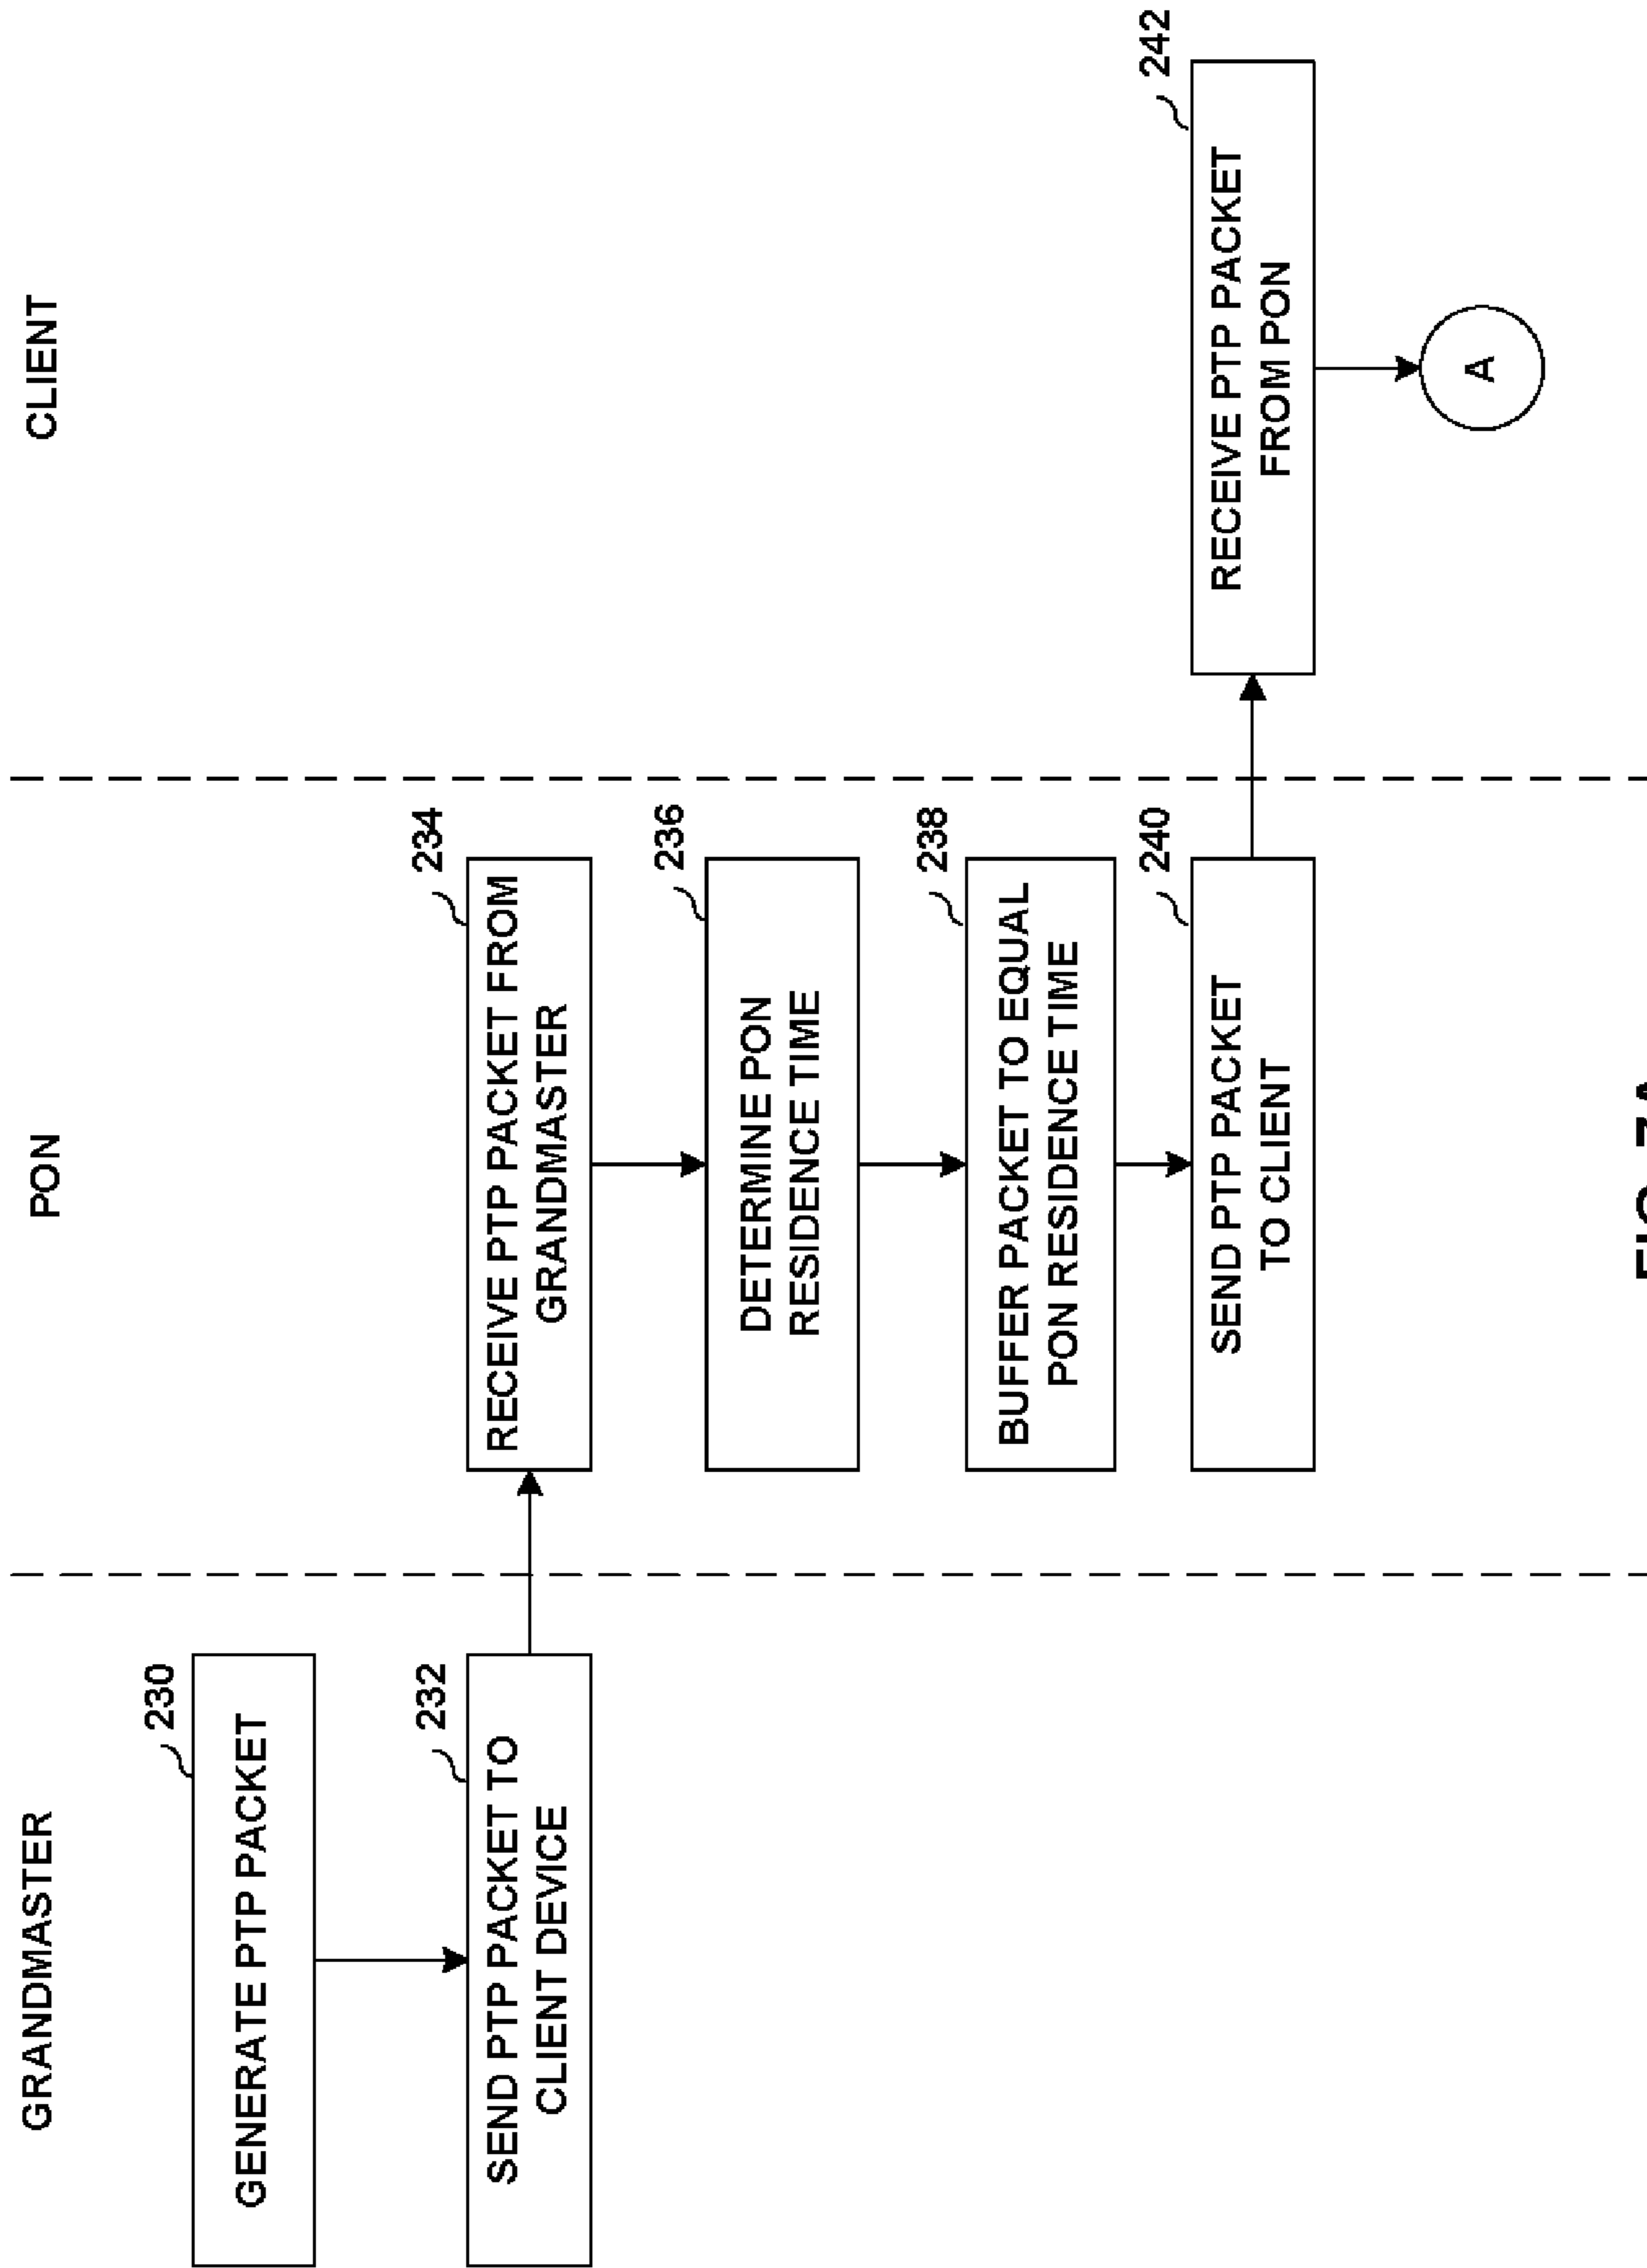 GRANDMASTER
PON
CLIENT
230
GENERATE PTP PACKET
232
SEND PTP PACKET TO
CLIENT DEVICE
234
RECEIVE PTP PACKET FROM
GRANDMASTER
236
DETERMINE PON
RESIDENCE TIME
238
BUFFER PACKET TO EQUAL
PON RESIDENCE TIME
240
SEND PTP PACKET
TO CLIENT
242
RECEIVE PTP PACKET
FROM PON
A